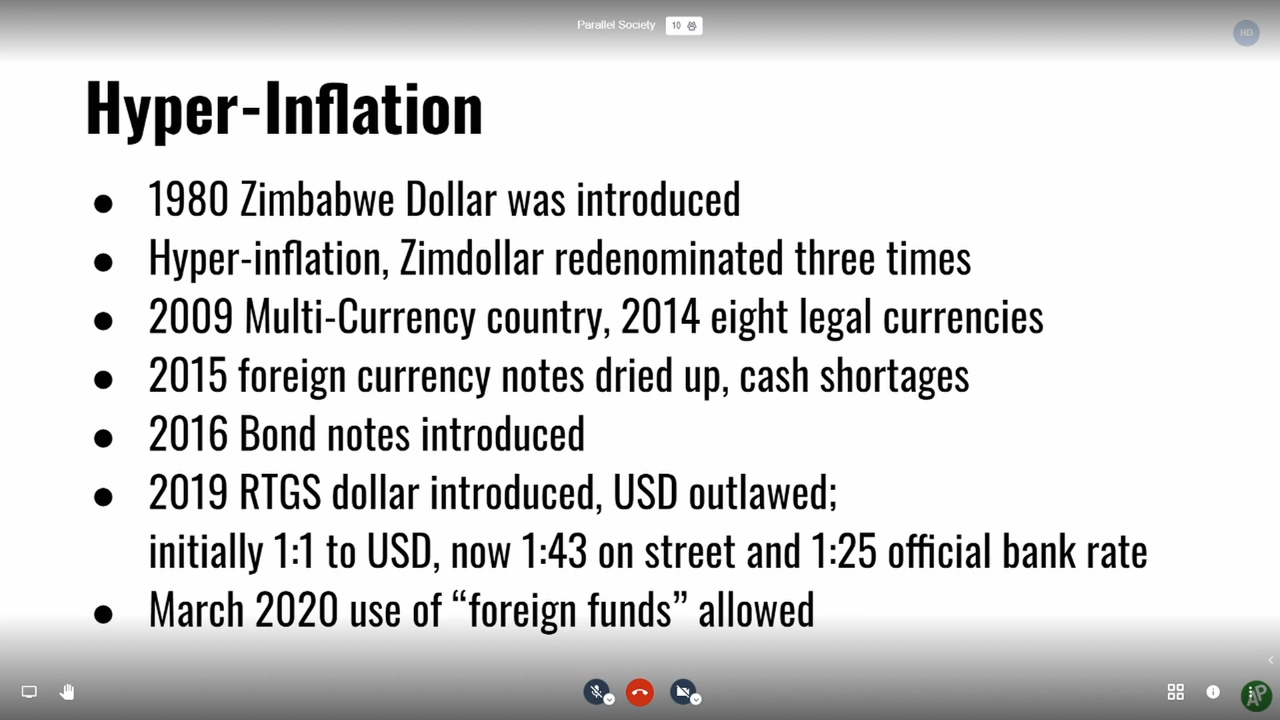 Parallel Society 10
HD
Hyper-Inflation
● 1980 Zimbabwe Dollar was introduced
● Hyper-inflation, Zimdollar redenominated three times
● 2009 Multi-Currency country, 2014 eight legal currencies
● 2015 foreign currency notes dried up, cash shortages
● 2016 Bond notes introduced
● 2019 RTGS dollar introduced, USD outlawed;
initially 1:1 to USD, now 1:43 on street and 1:25 official bank rate
● March 2020 use of “foreign funds” allowed
AP